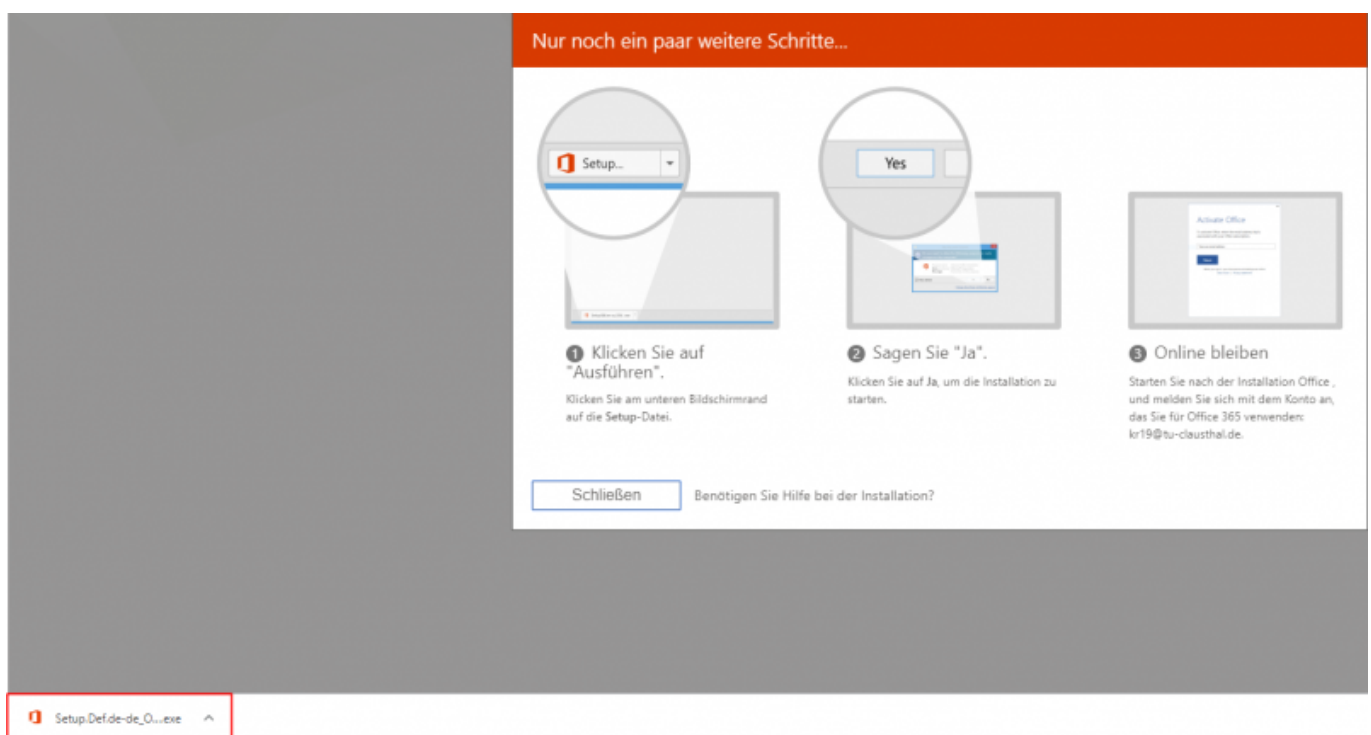 Nur noch ein paar weitere Schritte...
Setup...
Yes
Activate Office
1 Klicken Sie auf
"Ausführen".
Klicken Sie am unteren Bildschirmrand
auf die Setup-Datei.
2 Sagen Sie "Ja".
Klicken Sie auf Ja, um die Installation zu
starten.
3 Online bleiben
Starten Sie nach der Installation Office ,
und melden Sie sich mit dem Konto an,
das Sie für Office 365 verwenden:
kr19@tu-clausthal.de.
Schließen
Benötigen Sie Hilfe bei der Installation?
Setup.Def.de-de_O....exe